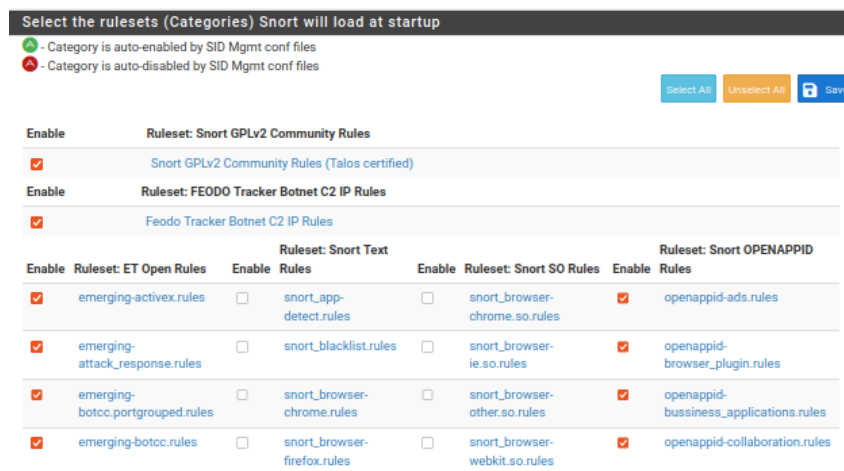 Select the rulesets (Categories) Snort will load at startup
A - Category is auto-enabled by SID Mgmt conf files
A - Category is auto-disabled by SID Mgmt conf files
Select All Unselect All Save
Enable Ruleset: Snort GPLv2 Community Rules
Snort GPLv2 Community Rules (Talos certified)
Enable Ruleset: FEODO Tracker Botnet C2 IP Rules
Feodo Tracker Botnet C2 IP Rules
Ruleset: Snort Text Ruleset: Snort OPENAPPID
Enable Ruleset: ET Open Rules Enable Rules Enable Ruleset: Snort SO Rules Enable Rules
emerging-activex.rules snort_app- snort_browser- openappid-ads.rules
detect.rules chrome.so.rules
emerging- snort_blacklist.rules snort_browser- openappid-
attack_response.rules ie.so.rules browser_plugin.rules
emerging- snort_browser- snort_browser- openappid-
botcc.portgrouped.rules chrome.rules other.so.rules bussiness_applications.rules
emerging-botcc.rules snort_browser- snort_browser- openappid-collaboration.rules
firefox.rules webkit.so.rules